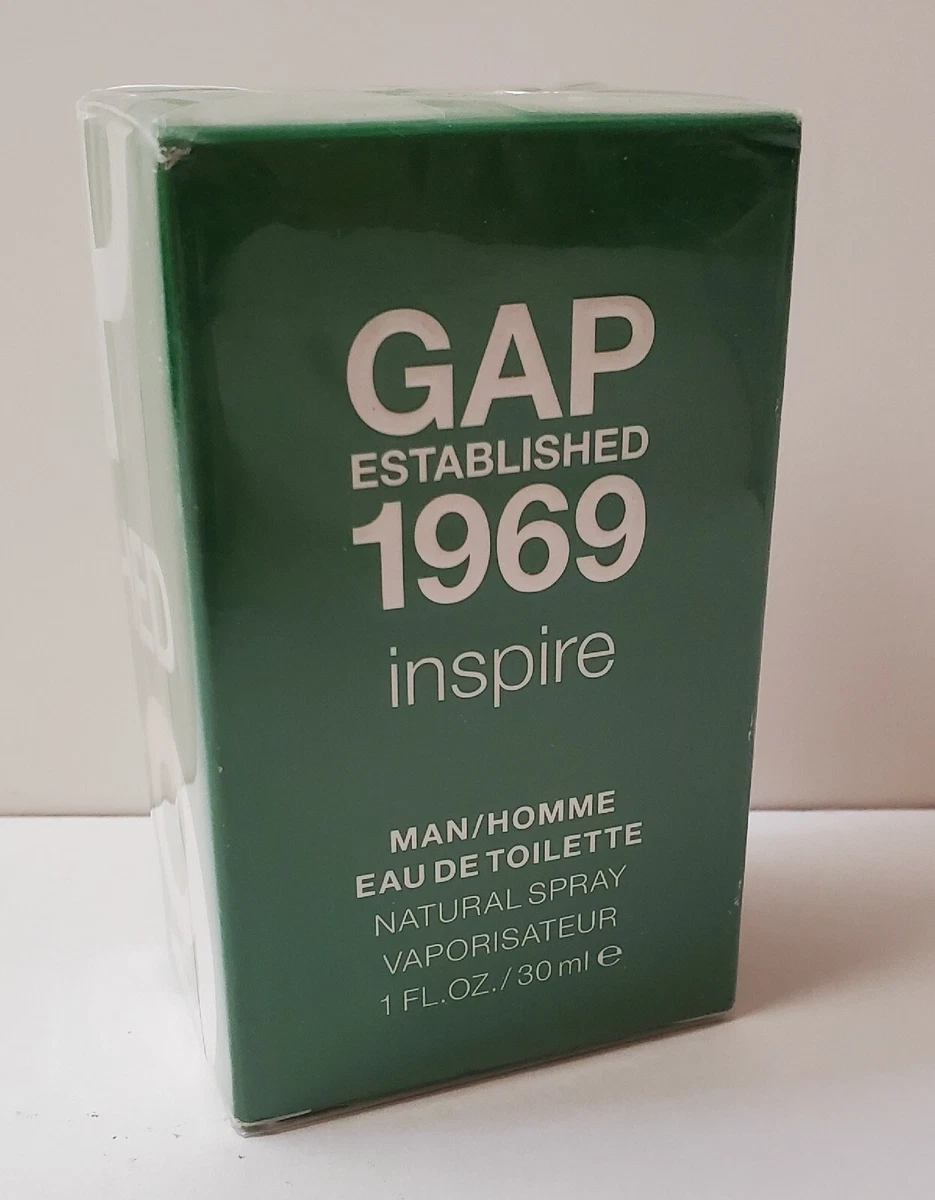 GAP
ESTABLISHED
1969
inspire
MAN/HOMME
EAU DE TOILETTE
NATURAL SPRAY
VAPORISATEUR
1 FL.OZ./30 ml ℮